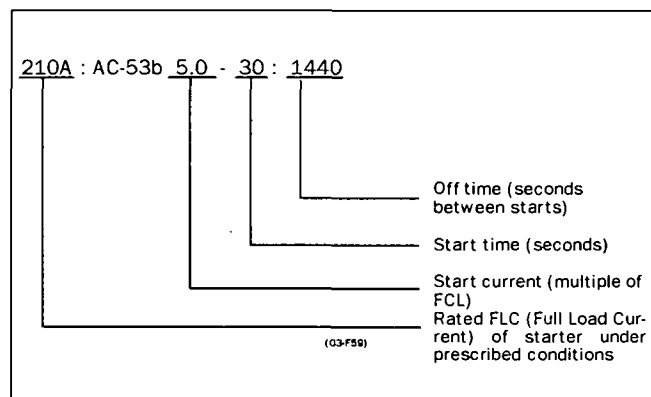 210A : AC-53b 5.0 - 30 : 1440
Off time (seconds
between starts)
Start time (seconds)
Start current (multiple of
FCL)
Rated FLC (Full Load Cur-
rent) of starter under
prescribed conditions
(03-F59)